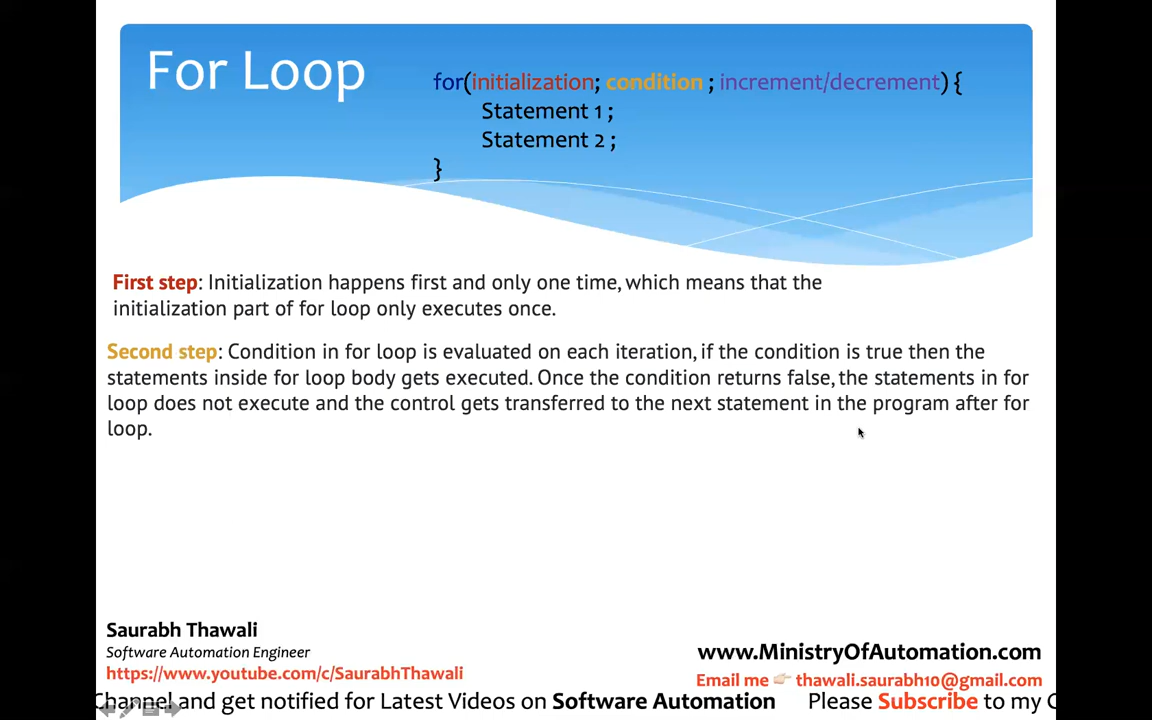 For Loop
for(initialization; condition ; increment/decrement) {
Statement 1 ;
Statement 2 ;
}
First step: Initialization happens first and only one time, which means that the
initialization part of for loop only executes once.
Second step: Condition in for loop is evaluated on each iteration, if the condition is true then the
statements inside for loop body gets executed. Once the condition returns false, the statements in for
loop does not execute and the control gets transferred to the next statement in the program after for
loop.
Saurabh Thawali
Software Automation Engineer
https://www.youtube.com/c/SaurabhThawali
www.MinistryOfAutomation.com
Email me 👉🏻 thawali.saurabh10@gmail.com
Channel and get notified for Latest Videos on Software Automation Please Subscribe to my C